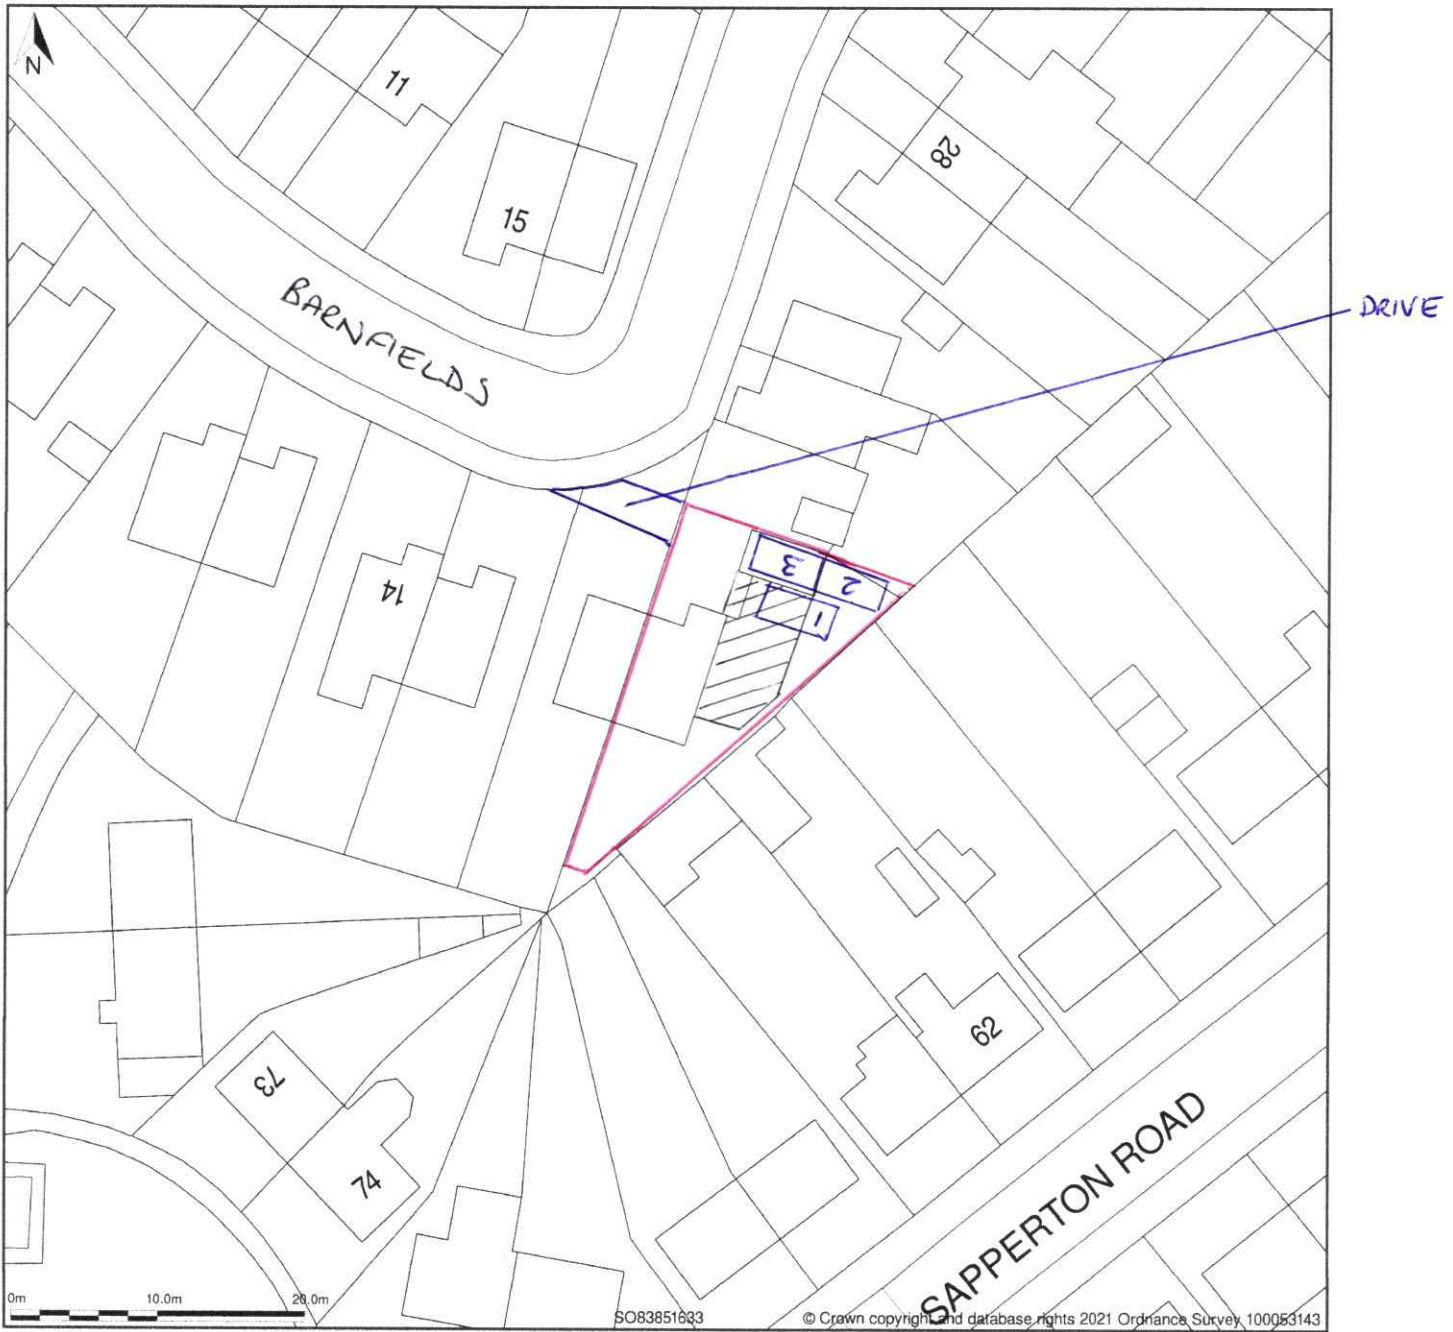 N
11
15
28
BARNFIELDS
DRIVE
14
3
2
1
62
73
74
SAPPERTON ROAD
0m 10.0m 20.0m
SO83851633
© Crown copyright and database rights 2021 Ordnance Survey 100053143